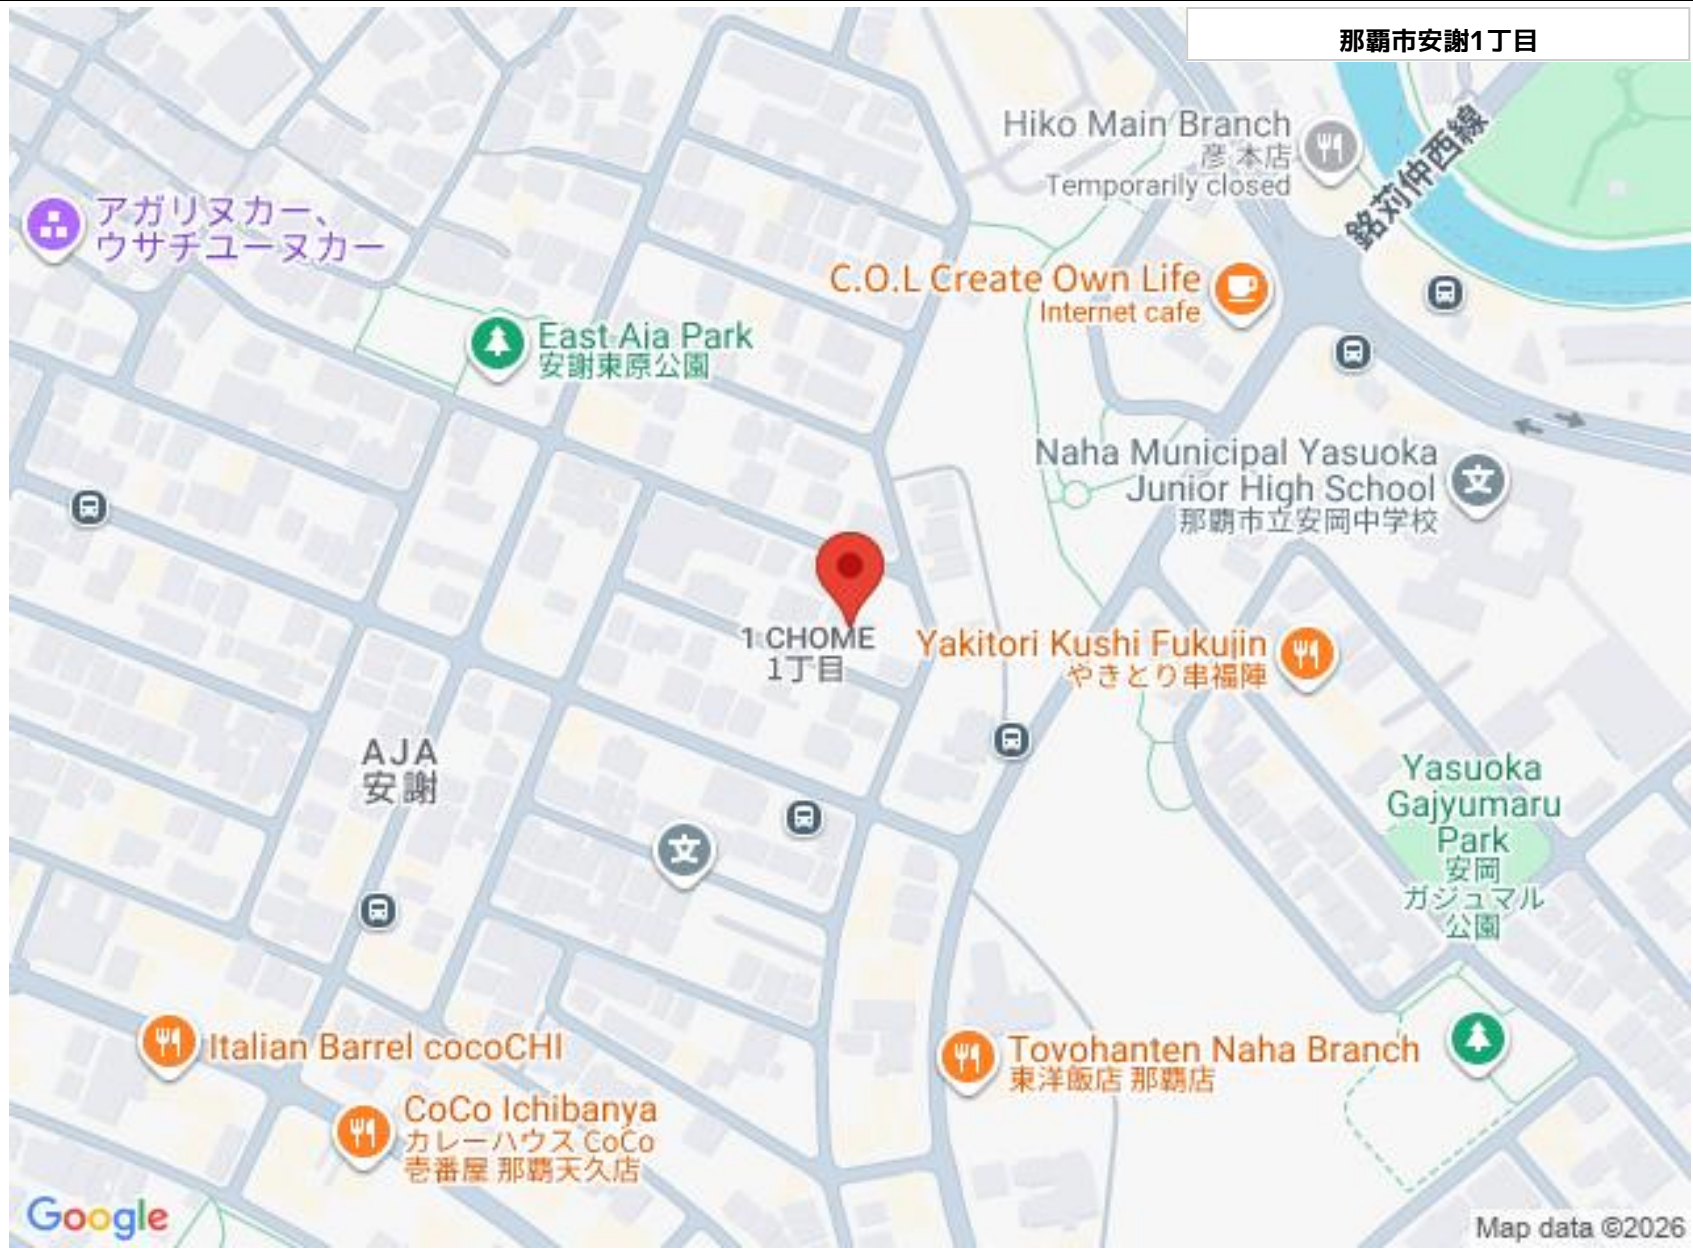 那覇市安謝1丁目
Hiko Main Branch
彦 本店
Temporarily closed
銘苅仲西線
アガリヌカー、
ウサチユーヌカー
C.O.L Create Own Life
Internet cafe
East Aja Park
安謝東原公園
Naha Municipal Yasuoka
Junior High School
那覇市立安岡中学校
文
1 CHOME
1丁目
Yakitori Kushi Fukujin
やきとり串福陣
AJA
安謝
文
Yasuoka
Gajyumaru
Park
安岡
ガジュマル
公園
Italian Barrel cocoCHI
Toyohanten Naha Branch
東洋飯店 那覇店
CoCo Ichibanya
カレーハウス CoCo
壱番屋 那覇天久店
Google
Map data ©2026